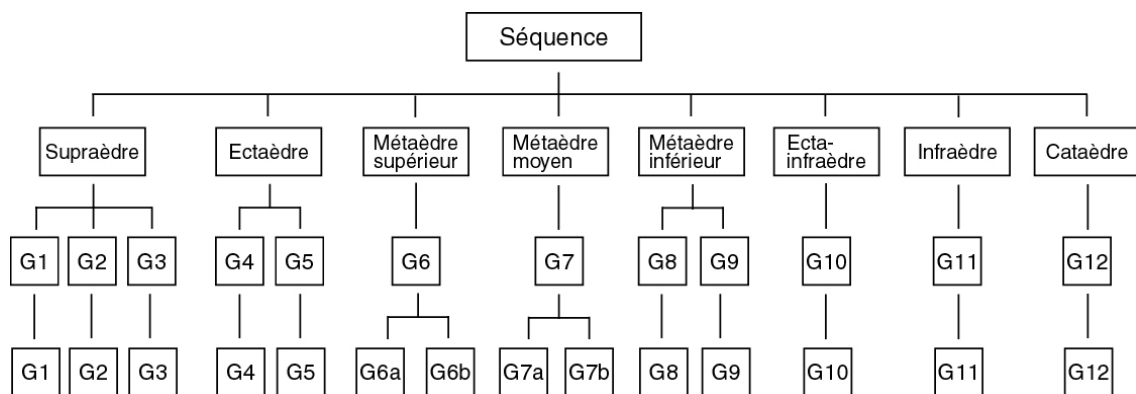 Séquence
Supraèdre
Ectaèdre
Métaèdre
supérieur
Métaèdre
moyen
Métaèdre
inférieur
Ecta-
infraèdre
Infraèdre
Cataèdre
G1 G2 G3 G4 G5 G6 G7 G8 G9 G10 G11 G12
G1 G2 G3 G4 G5 G6a G6b G7a G7b G8 G9 G10 G11 G12